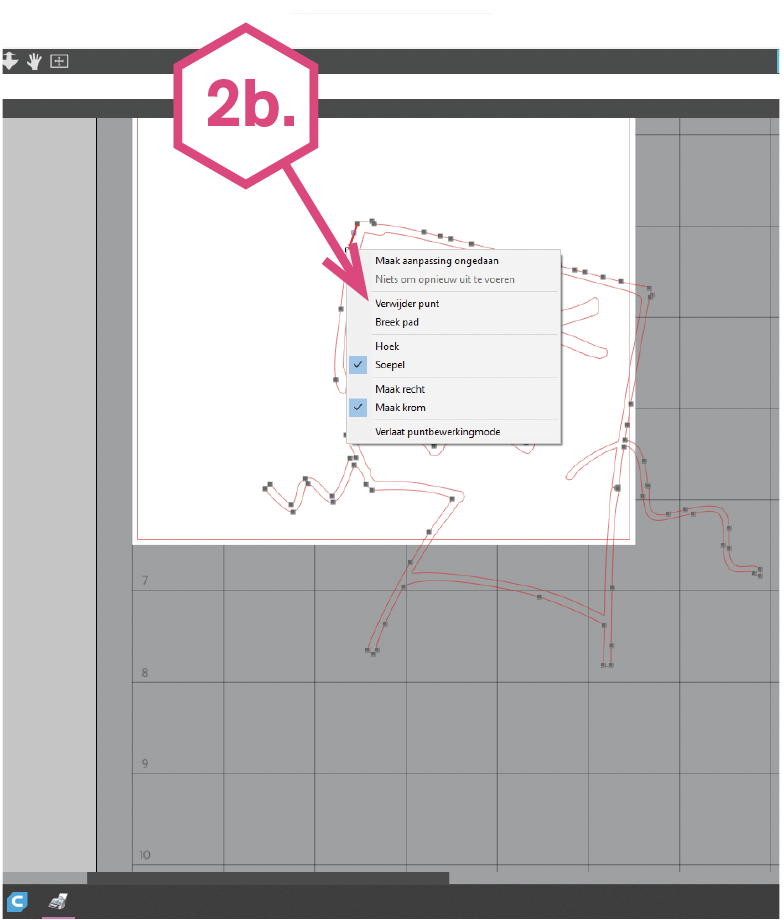 2b.
Maak aanpassing ongedaan
Niets om opnieuw uit te voeren
Verwijder punt
Breek pad
Hoek
Soepel
Maak recht
Maak krom
Verlaat puntbewerkingmode
7
8
9
10